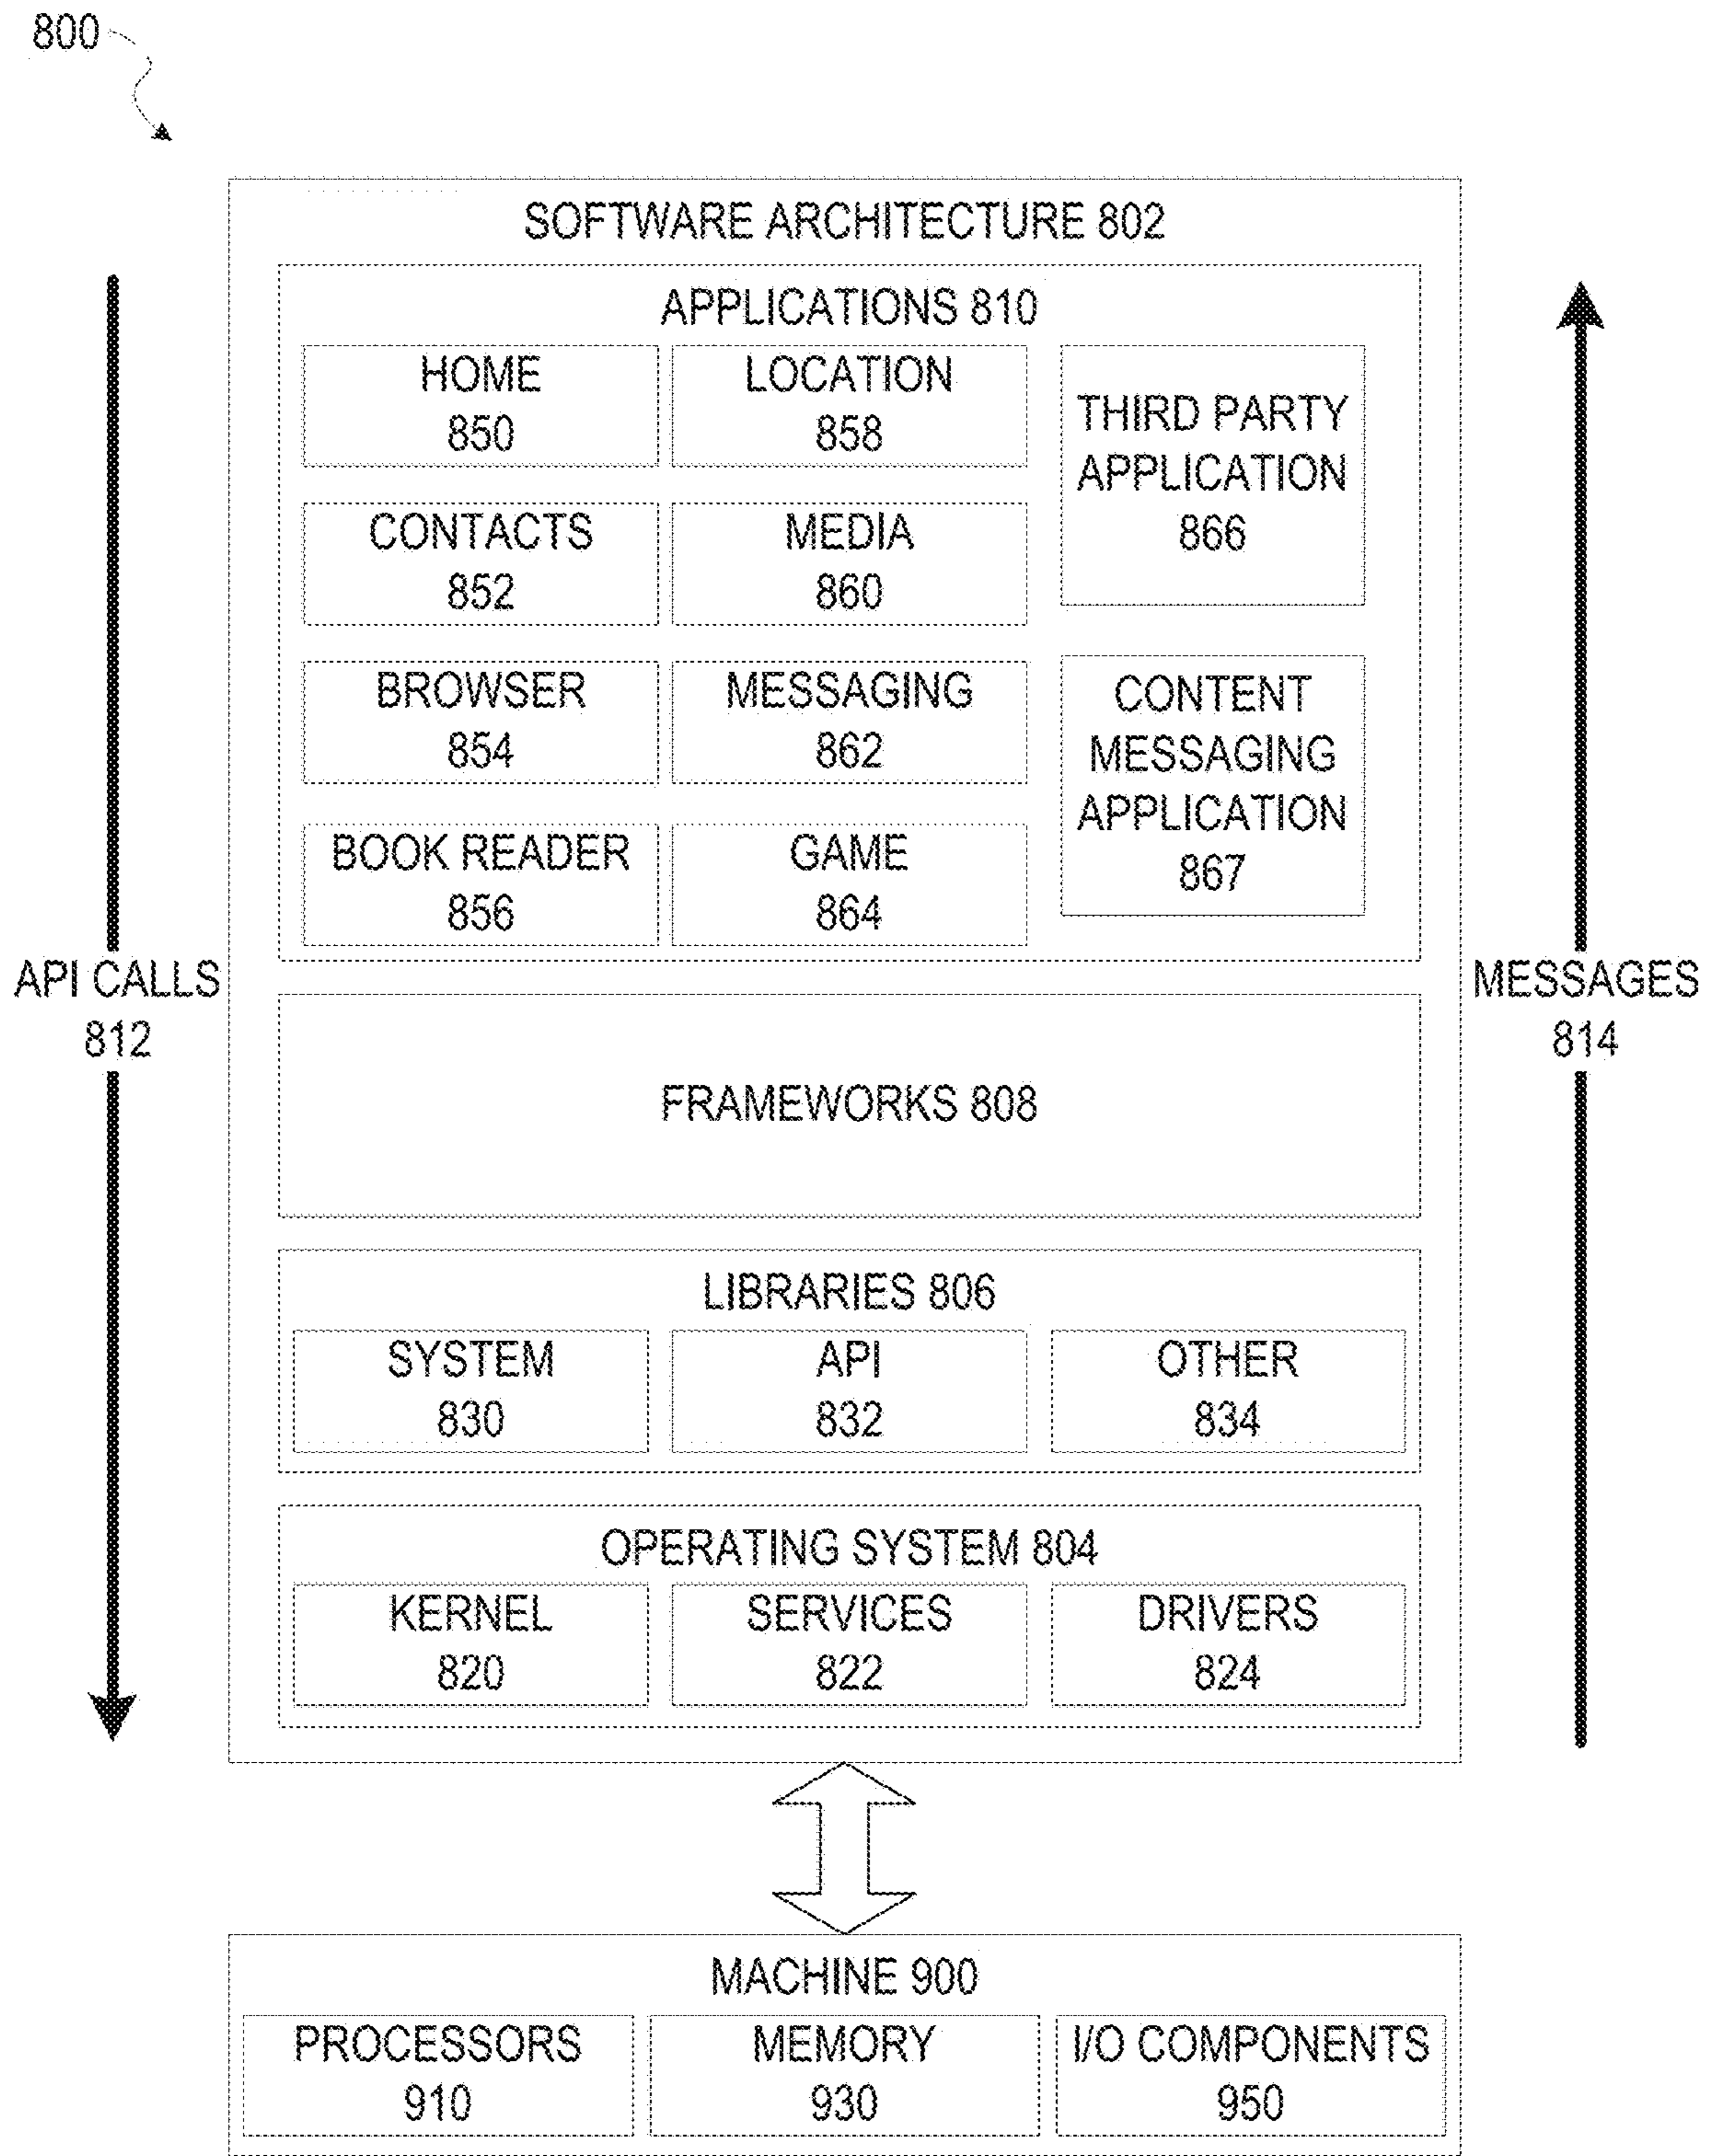 800
SOFTWARE ARCHITECTURE 802
APPLICATIONS 810
HOME
850
LOCATION
858
THIRD PARTY
APPLICATION
866
CONTACTS
852
MEDIA
860
BROWSER
854
MESSAGING
862
CONTENT
MESSAGING
APPLICATION
867
BOOK READER
856
GAME
864
API CALLS
812
MESSAGES
814
FRAMEWORKS 808
LIBRARIES 806
SYSTEM
830
API
832
OTHER
834
OPERATING SYSTEM 804
KERNEL
820
SERVICES
822
DRIVERS
824
MACHINE 900
PROCESSORS
910
MEMORY
930
I/O COMPONENTS
950